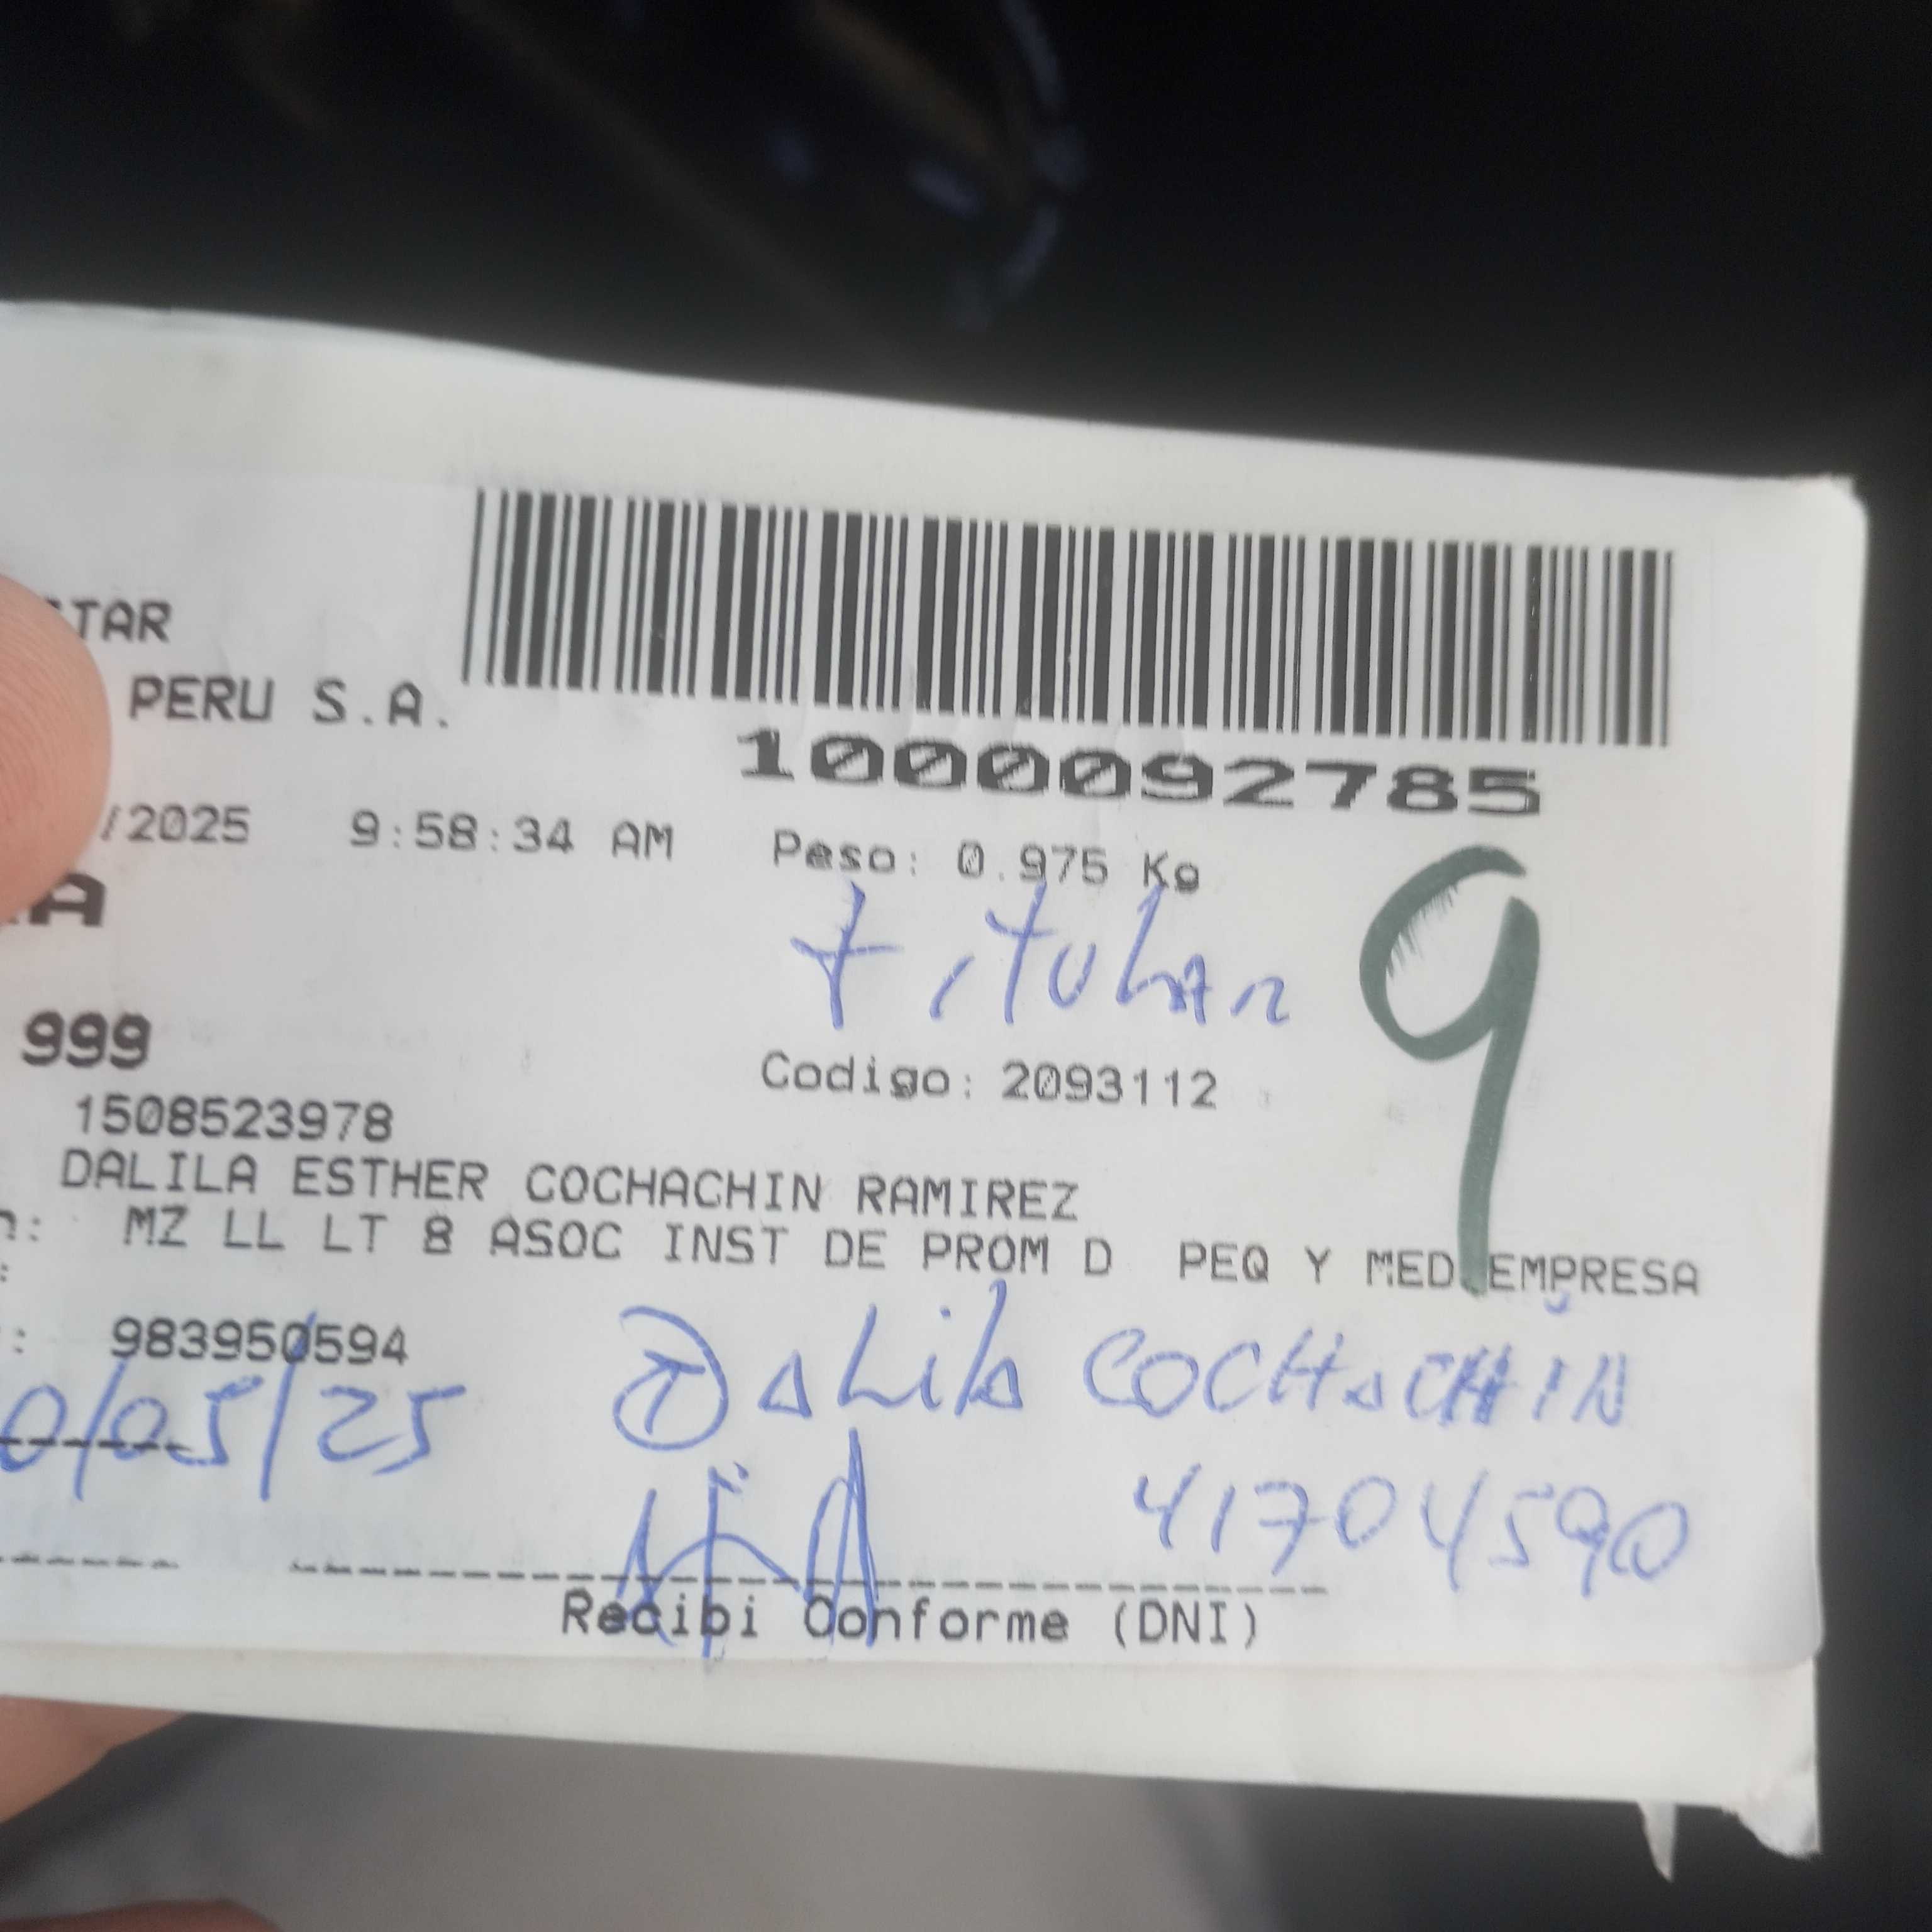 TAR
PERU S.A.
1000092785
/2025 9:58:34 AM Peso: 0.975 Kg
A
titular
9
999
Codigo: 2093112
1508523978
DALILA ESTHER COCHACHIN RAMIREZ
n: MZ LL LT 8 ASOC INST DE PROM D PEQ Y MED EMPRESA
:
: 983950594
0/05/25 T Dalila COCHACHIN
41704590
Recibi Conforme (DNI)